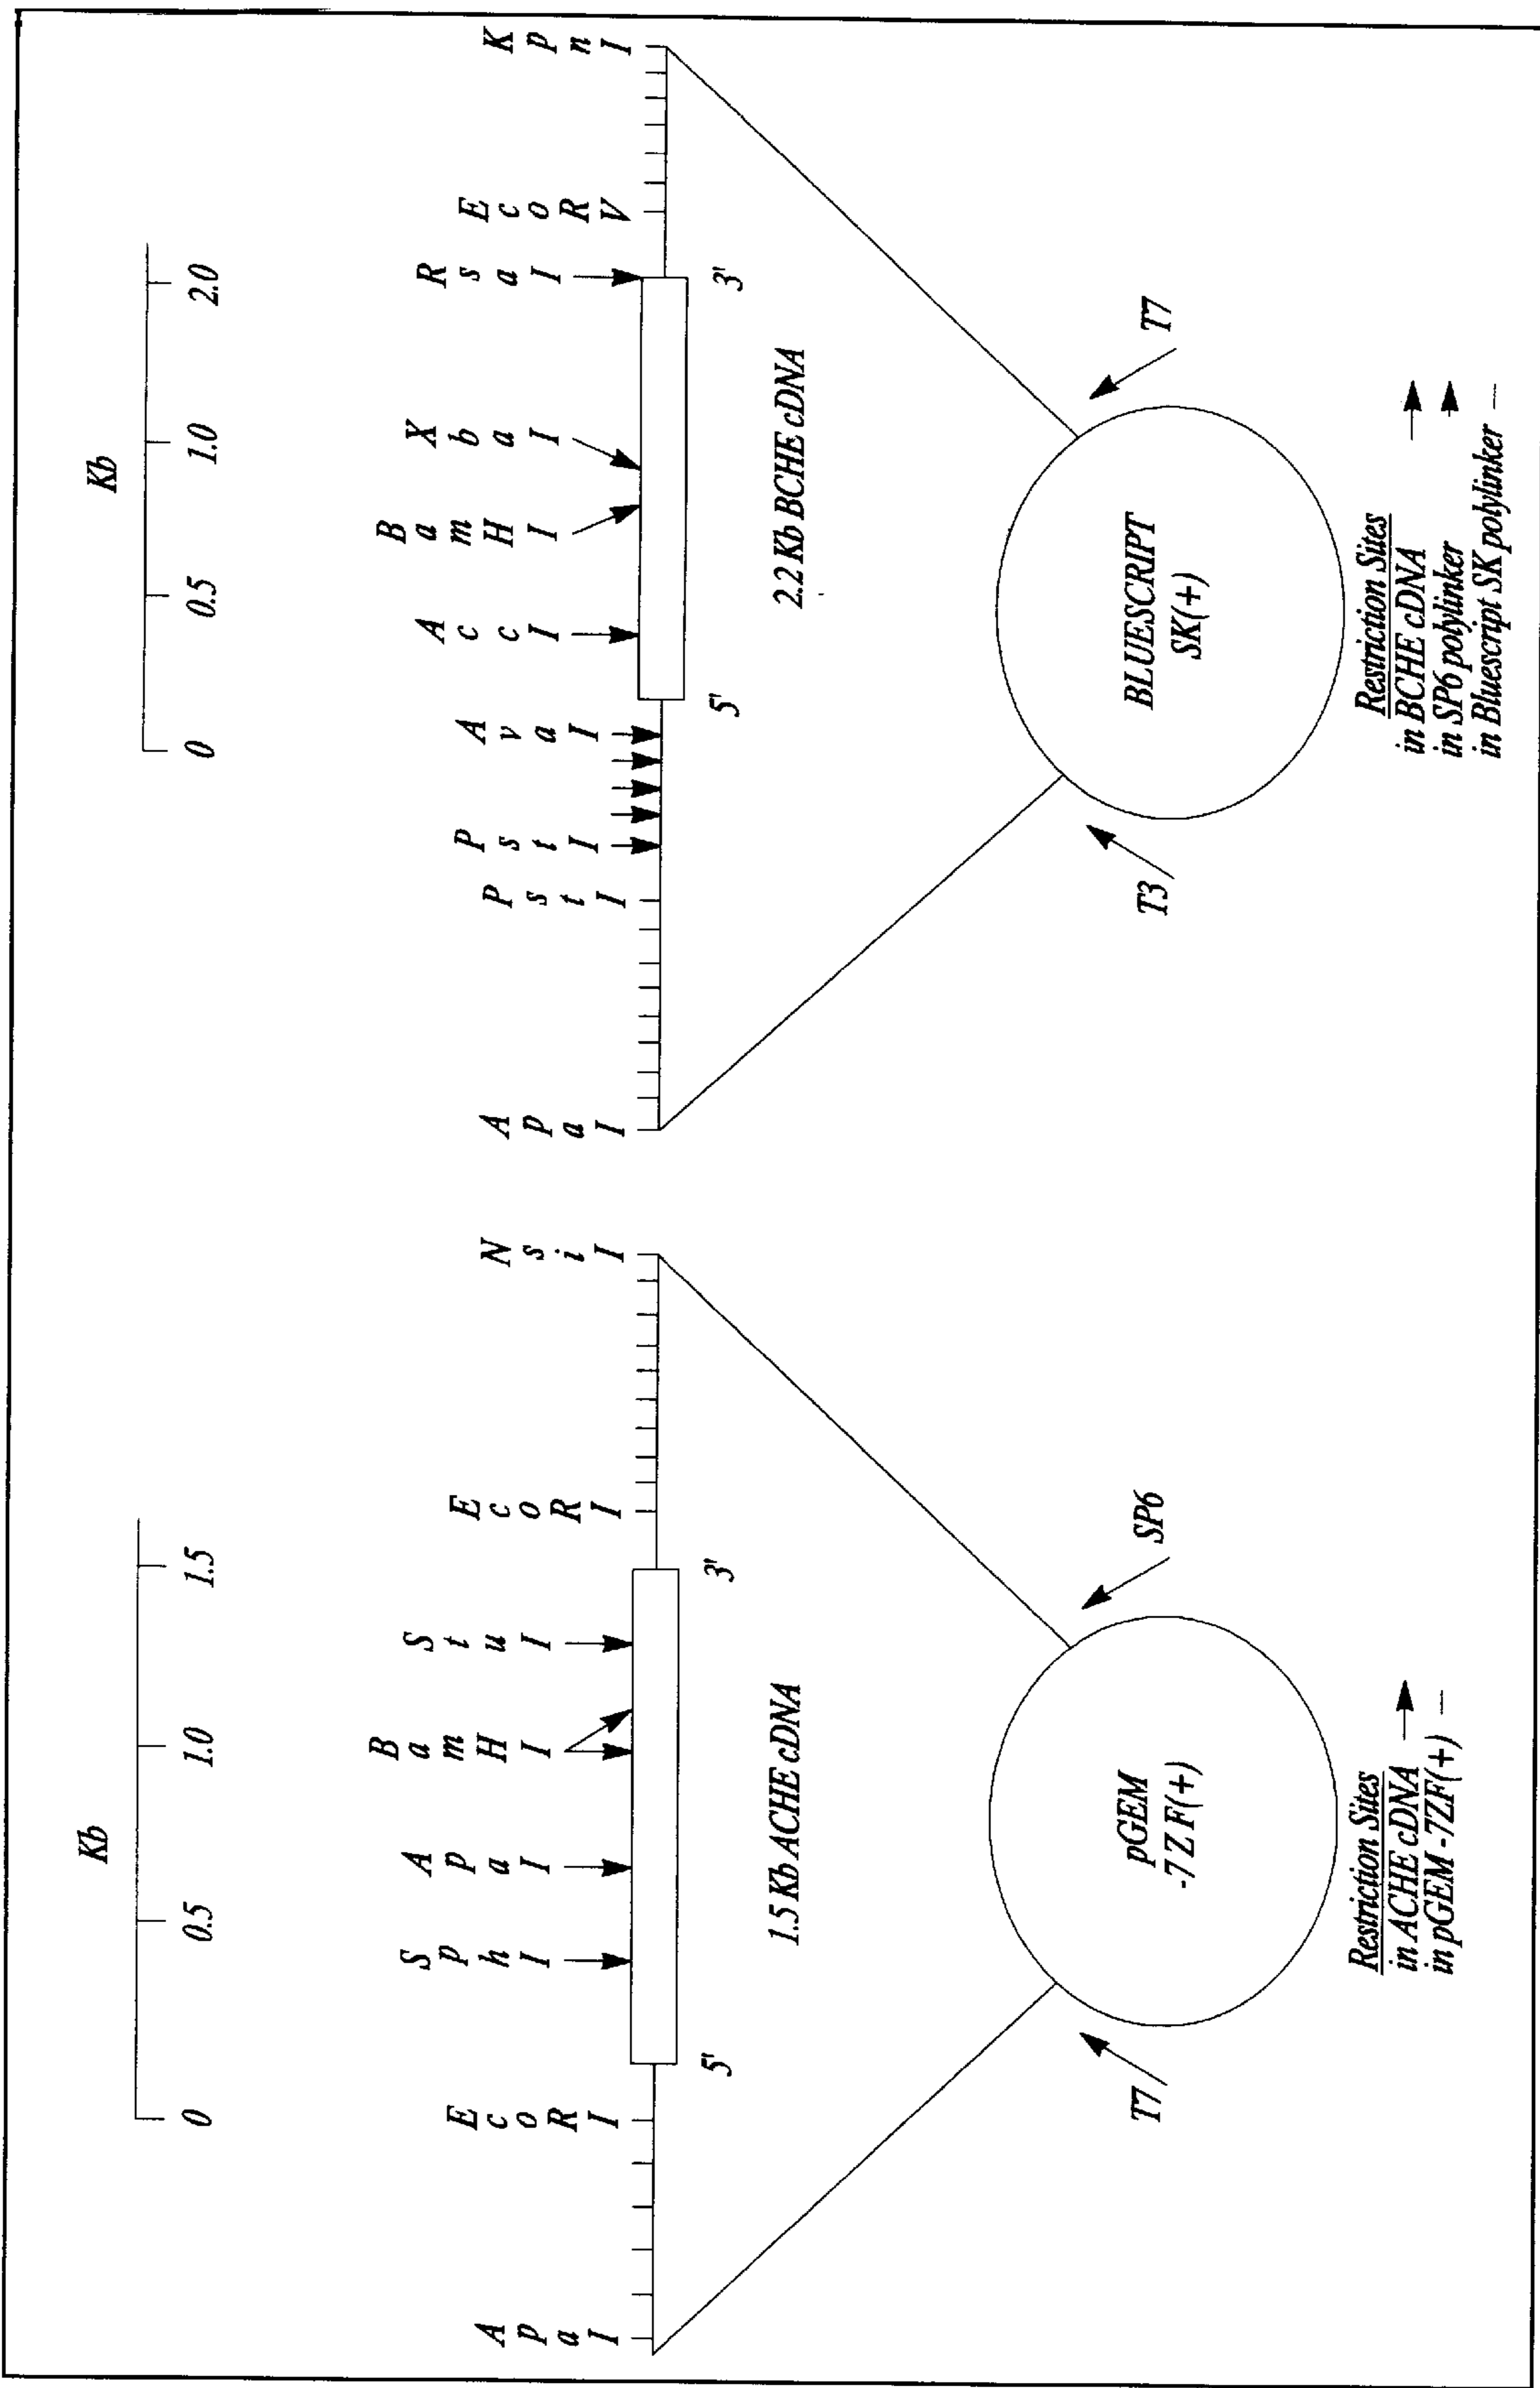 Kb
0 0.5 1.0 1.5
ApaI EcoRI SphI ApaI BamHI StuI EcoRI NsiI
5' 3'
1.5 Kb ACHE cDNA
pGEM
-7ZF(+)
T7
SP6
Restriction Sites
in ACHE cDNA
in pGEM -7ZF(+)
Kb
0 0.5 1.0 2.0
ApaI PstI PstI AvaI AccI BamHI XbaI RsaI EcoRV KpnI
5' 3'
2.2 Kb BCHE cDNA
BLUESCRIPT
SK(+)
T3
T7
Restriction Sites
in BCHE cDNA
in SP6 polylinker
in Bluescript SK polylinker